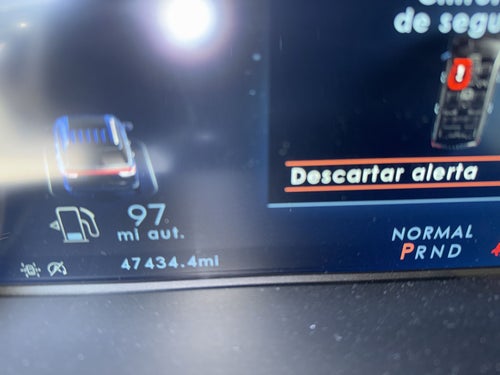 de segu
Descartar alerta
97
mi aut.
NORMAL
PRND
47434.4mi